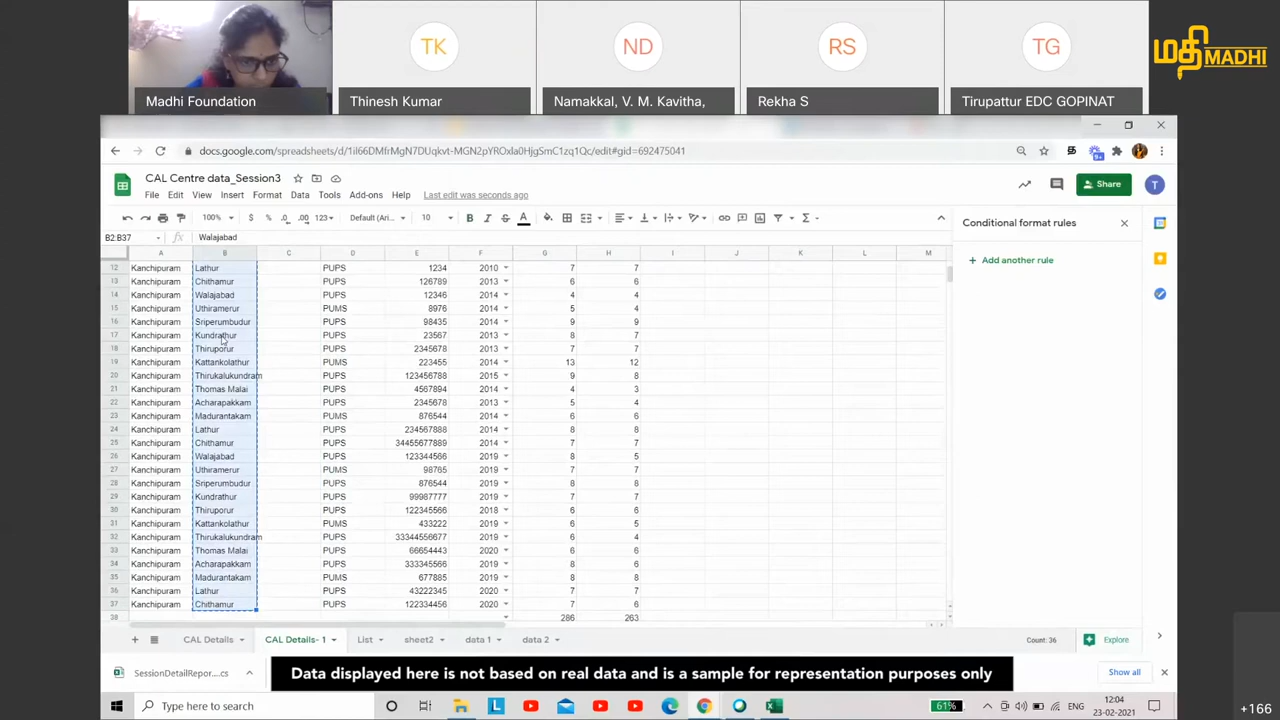 TK
ND
RS
TG
மதி MADHI
Madhi Foundation
Thinesh Kumar
Namakkal, V. M. Kavitha,
Rekha S
Tirupattur EDC GOPINAT
docs.google.com/spreadsheets/d/1iI66DMfrMgN7DUqkvt-MGN2pYROxla0HjgSmC1zq1Qc/edit#gid=692475041
CAL Centre data_Session3
File Edit View Insert Format Data Tools Add-ons Help Last edit was seconds ago
Share
T
100% $ % .0 .00 123 Default (Ar... 10 B I S A
Conditional format rules
B2:B37 fx Walajabad
+ Add another rule
A B C D E F G H I J K L M
12 Kanchipuram Lathur PUPS 1234 2010 7 7
13 Kanchipuram Chithamur PUPS 126789 2013 6 6
14 Kanchipuram Walajabad PUPS 12346 2014 4 4
15 Kanchipuram Uthiramerur PUMS 8976 2014 5 4
16 Kanchipuram Sriperumbudur PUPS 98435 2014 9 9
17 Kanchipuram Kundrathur PUPS 23567 2013 8 7
18 Kanchipuram Thiruporur PUPS 2345678 2013 7 7
19 Kanchipuram Kattankolathur PUMS 223455 2014 13 12
20 Kanchipuram Thirukalukundram PUPS 123456788 2015 9 8
21 Kanchipuram Thomas Malai PUPS 4567894 2014 4 3
22 Kanchipuram Acharapakkam PUPS 2345678 2013 5 4
23 Kanchipuram Madurantakam PUMS 876544 2014 6 6
24 Kanchipuram Lathur PUPS 234567888 2014 8 8
25 Kanchipuram Chithamur PUPS 34455677889 2014 7 7
26 Kanchipuram Walajabad PUPS 123344566 2019 8 5
27 Kanchipuram Uthiramerur PUMS 98765 2019 7 7
28 Kanchipuram Sriperumbudur PUPS 876544 2019 8 8
29 Kanchipuram Kundrathur PUPS 99987777 2019 7 7
30 Kanchipuram Thiruporur PUPS 122345566 2018 6 6
31 Kanchipuram Kattankolathur PUMS 433222 2019 6 5
32 Kanchipuram Thirukalukundram PUPS 33344556677 2019 6 4
33 Kanchipuram Thomas Malai PUPS 66654443 2020 6 6
34 Kanchipuram Acharapakkam PUPS 333345566 2019 8 6
35 Kanchipuram Madurantakam PUMS 677885 2019 8 8
36 Kanchipuram Lathur PUPS 43222345 2020 7 7
37 Kanchipuram Chithamur PUPS 122334456 2020 7 6
38 286 263
CAL Details CAL Details- 1 List sheet2 data 1 data 2 Count: 36 Explore
SessionDetailRepor....cs
Data displayed here is not based on real data and is a sample for representation purposes only
Show all
Type here to search
61%
ENG
12:04
23-02-2021
+166